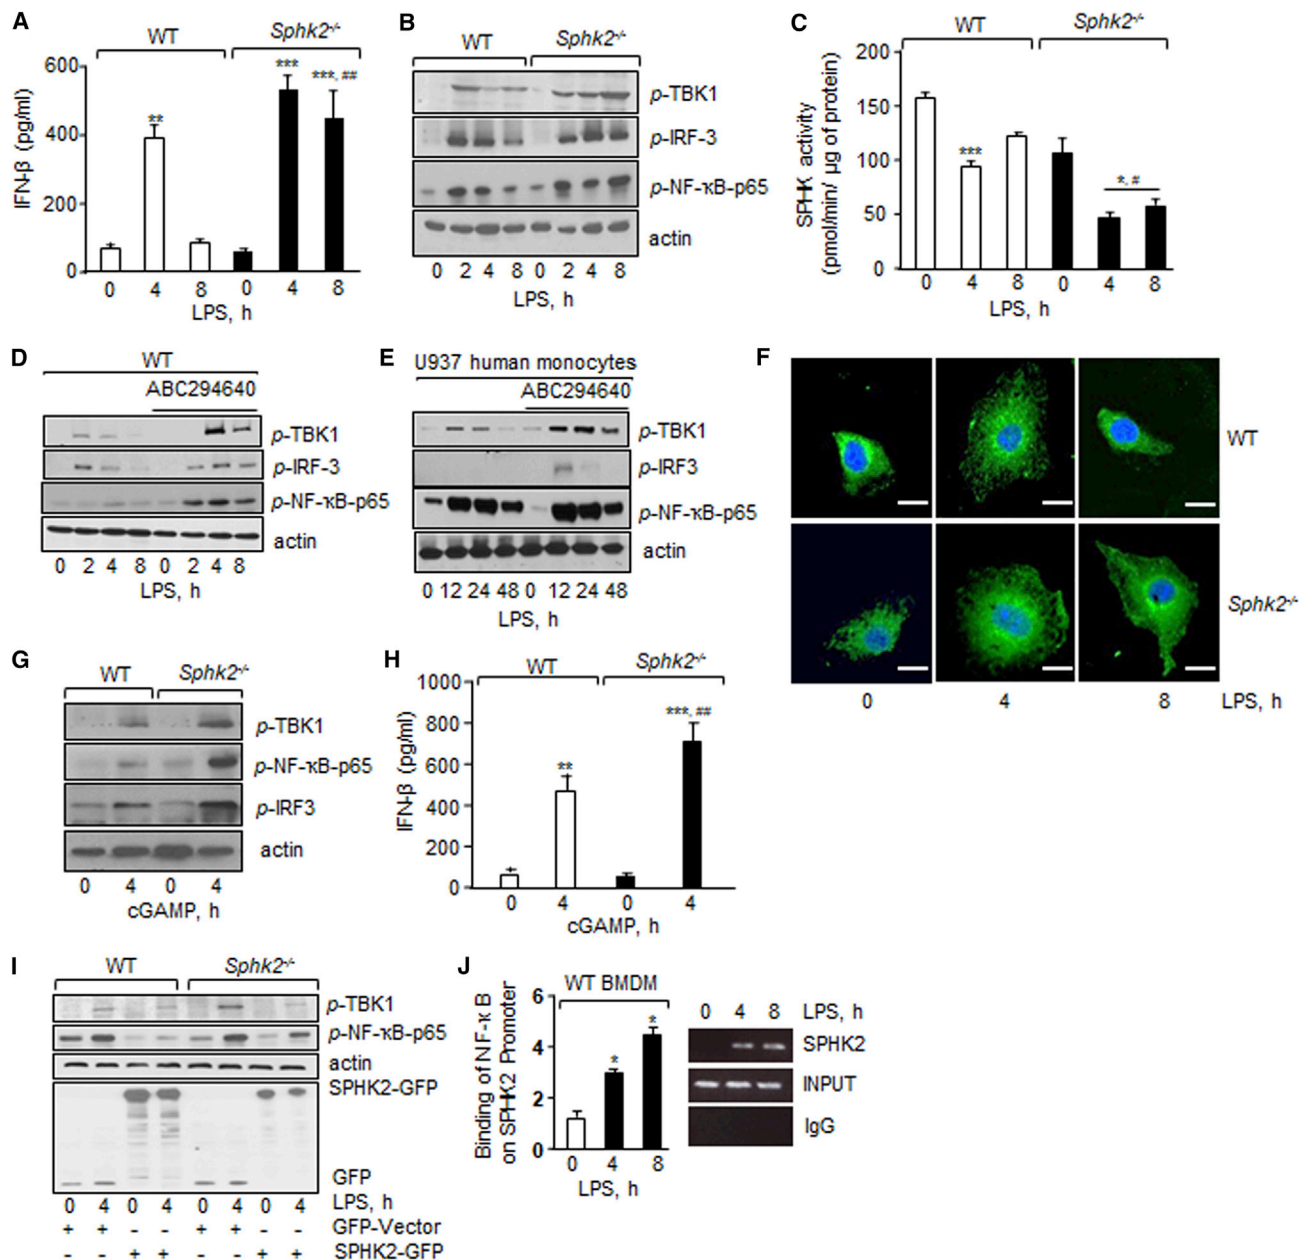 A
WT
Sphk2-/-
IFN-β (pg/ml)
600
400
200
0
**
***
***, ##
0 4 8 0 4 8
LPS, h
B
WT
Sphk2-/-
p-TBK1
p-IRF-3
p-NF-κB-p65
actin
0 2 4 8 0 2 4 8
LPS, h
C
WT
Sphk2-/-
SPHK activity
(pmol/min/ µg of protein)
200
150
100
50
0
***
*, #
0 4 8 0 4 8
LPS, h
D
WT
ABC294640
p-TBK1
p-IRF-3
p-NF-κB-p65
actin
0 2 4 8 0 2 4 8
LPS, h
E
U937 human monocytes
ABC294640
p-TBK1
p-IRF3
p-NF-κB-p65
actin
0 12 24 48 0 12 24 48
LPS, h
F
WT
Sphk2-/-
0 4 8 LPS, h
G
WT
Sphk2-/-
p-TBK1
p-NF-κB-p65
p-IRF3
actin
0 4 0 4
cGAMP, h
H
WT
Sphk2-/-
IFN-β (pg/ml)
1000
800
600
400
200
0
**
***, ##
0 4 0 4
cGAMP, h
I
WT
Sphk2-/-
p-TBK1
p-NF-κB-p65
actin
SPHK2-GFP
GFP
0 4 0 4 0 4 0 4 LPS, h
+ + - - + + - - GFP-Vector
- - + + - - + + SPHK2-GFP
J
WT BMDM
Binding of NF-κ B
on SPHK2 Promoter
6
4
2
0
*
*
0 4 8
LPS, h
0 4 8 LPS, h
SPHK2
INPUT
IgG